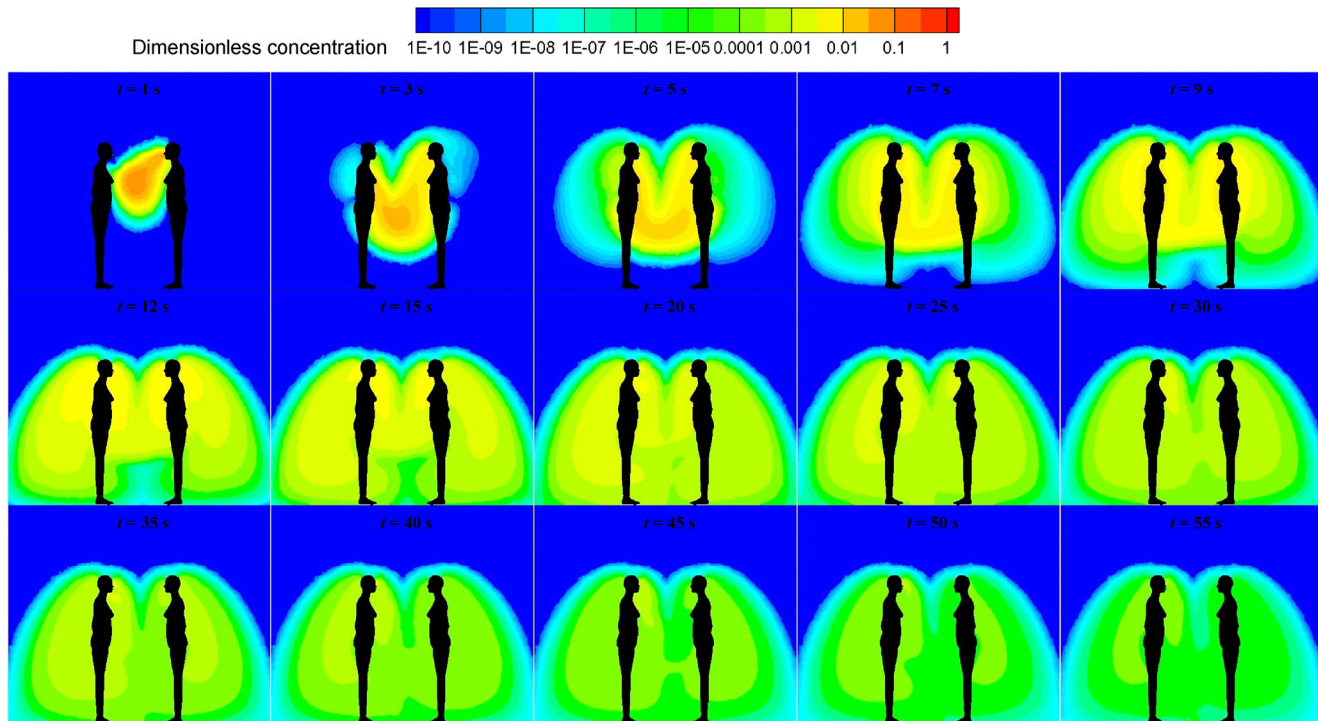 Dimensionless concentration
1E-10 1E-09 1E-08 1E-07 1E-06 1E-05 0.0001 0.001 0.01 0.1 1
t = 1 s t = 3 s t = 5 s t = 7 s t = 9 s
t = 12 s t = 15 s t = 20 s t = 25 s t = 30 s
t = 35 s t = 40 s t = 45 s t = 50 s t = 55 s